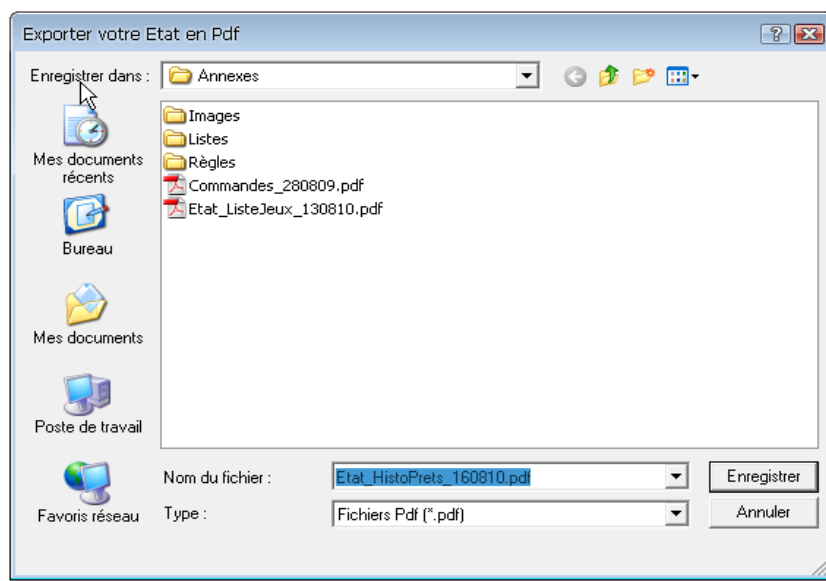 Exporter votre Etat en Pdf
Enregistrer dans :
Annexes
Mes documents
récents
Bureau
Mes documents
Poste de travail
Favoris réseau
Images
Listes
Règles
Commandes_280809.pdf
Etat_ListeJeux_130810.pdf
Nom du fichier :
Etat_HistoPrets_160810.pdf
Enregistrer
Type :
Fichiers Pdf (*.pdf)
Annuler